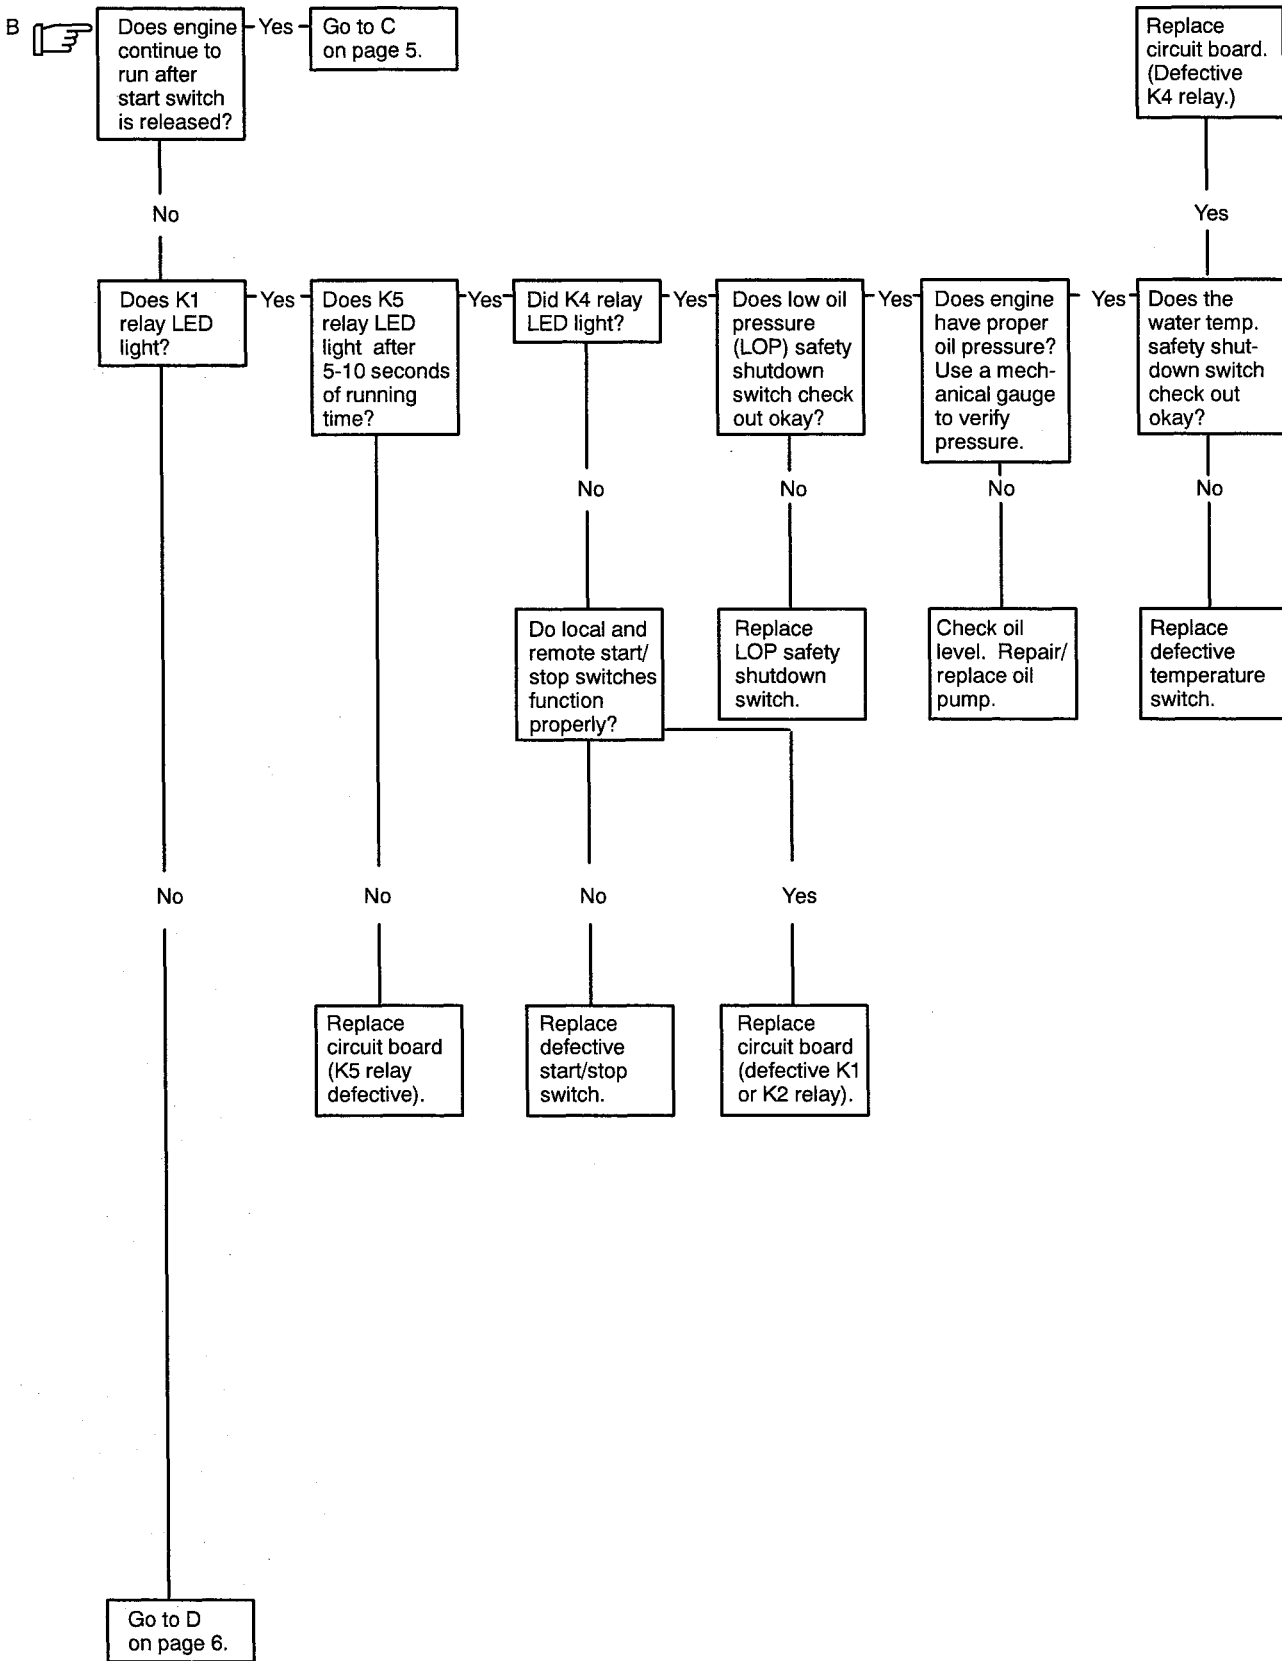 B
Does engine
continue to
run after
start switch
is released?
Yes
Go to C
on page 5.
Replace
circuit board.
(Defective
K4 relay.)
No
Yes
Does K1
relay LED
light?
Yes
Does K5
relay LED
light after
5-10 seconds
of running
time?
Yes
Did K4 relay
LED light?
Yes
Does low oil
pressure
(LOP) safety
shutdown
switch check
out okay?
Yes
Does engine
have proper
oil pressure?
Use a mech-
anical gauge
to verify
pressure.
Yes
Does the
water temp.
safety shut-
down switch
check out
okay?
No
No
No
No
Do local and
remote start/
stop switches
function
properly?
Replace
LOP safety
shutdown
switch.
Check oil
level. Repair/
replace oil
pump.
Replace
defective
temperature
switch.
No
No
No
Yes
Replace
circuit board
(K5 relay
defective).
Replace
defective
start/stop
switch.
Replace
circuit board
(defective K1
or K2 relay).
Go to D
on page 6.